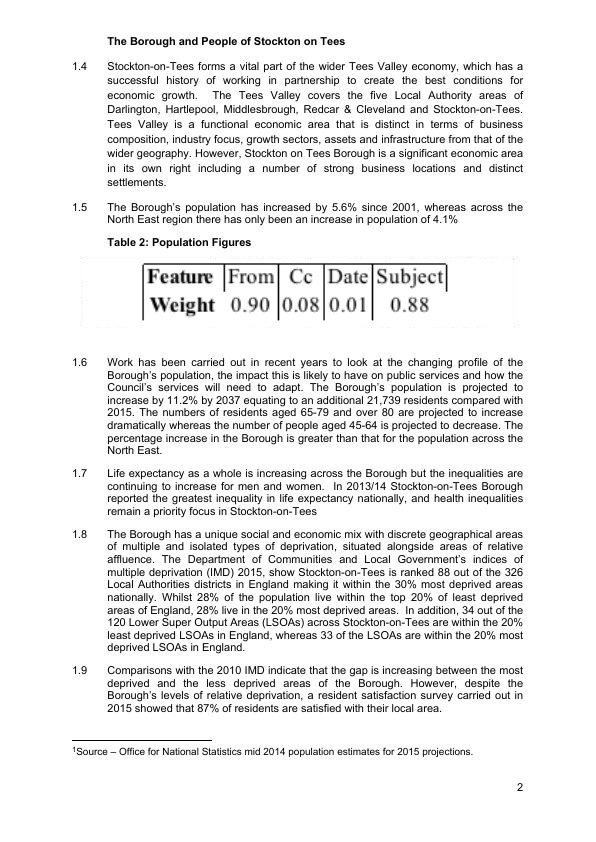 The Borough and People of Stockton on Tees
1.4 Stockton-on-Tees forms a vital part of the wider Tees Valley economy, which has a
successful history of working in partnership to create the best conditions for
economic growth. The Tees Valley covers the five Local Authority areas of
Darlington, Hartlepool, Middlesbrough, Redcar & Cleveland and Stockton-on-Tees.
Tees Valley is a functional economic area that is distinct in terms of business
composition, industry focus, growth sectors, assets and infrastructure from that of the
wider geography. However, Stockton on Tees Borough is a significant economic area
in its own right including a number of strong business locations and distinct
settlements.
1.5 The Borough's population has increased by 5.6% since 2001, whereas across the
North East region there has only been an increase in population of 4.1%
Table 2: Population Figures
Feature From Cc Date Subject
Weight 0.90 0.08 0.01 0.88
1.6 Work has been carried out in recent years to look at the changing profile of the
Borough's population, the impact this is likely to have on public services and how the
Council's services will need to adapt. The Borough's population is projected to
increase by 11.2% by 2037 equating to an additional 21,739 residents compared with
2015. The numbers of residents aged 65-79 and over 80 are projected to increase
dramatically whereas the number of people aged 45-64 is projected to decrease. The
percentage increase in the Borough is greater than that for the population across the
North East.
1.7 Life expectancy as a whole is increasing across the Borough but the inequalities are
continuing to increase for men and women. In 2013/14 Stockton-on-Tees Borough
reported the greatest inequality in life expectancy nationally, and health inequalities
remain a priority focus in Stockton-on-Tees
1.8 The Borough has a unique social and economic mix with discrete geographical areas
of multiple and isolated types of deprivation, situated alongside areas of relative
affluence. The Department of Communities and Local Government's indices of
multiple deprivation (IMD) 2015, show Stockton-on-Tees is ranked 88 out of the 326
Local Authorities districts in England making it within the 30% most deprived areas
nationally. Whilst 28% of the population live within the top 20% of least deprived
areas of England, 28% live in the 20% most deprived areas. In addition, 34 out of the
120 Lower Super Output Areas (LSOAs) across Stockton-on-Tees are within the 20%
least deprived LSOAs in England, whereas 33 of the LSOAs are within the 20% most
deprived LSOAs in England.
1.9 Comparisons with the 2010 IMD indicate that the gap is increasing between the most
deprived and the less deprived areas of the Borough. However, despite the
Borough's levels of relative deprivation, a resident satisfaction survey carried out in
2015 showed that 87% of residents are satisfied with their local area.
1Source – Office for National Statistics mid 2014 population estimates for 2015 projections.
2